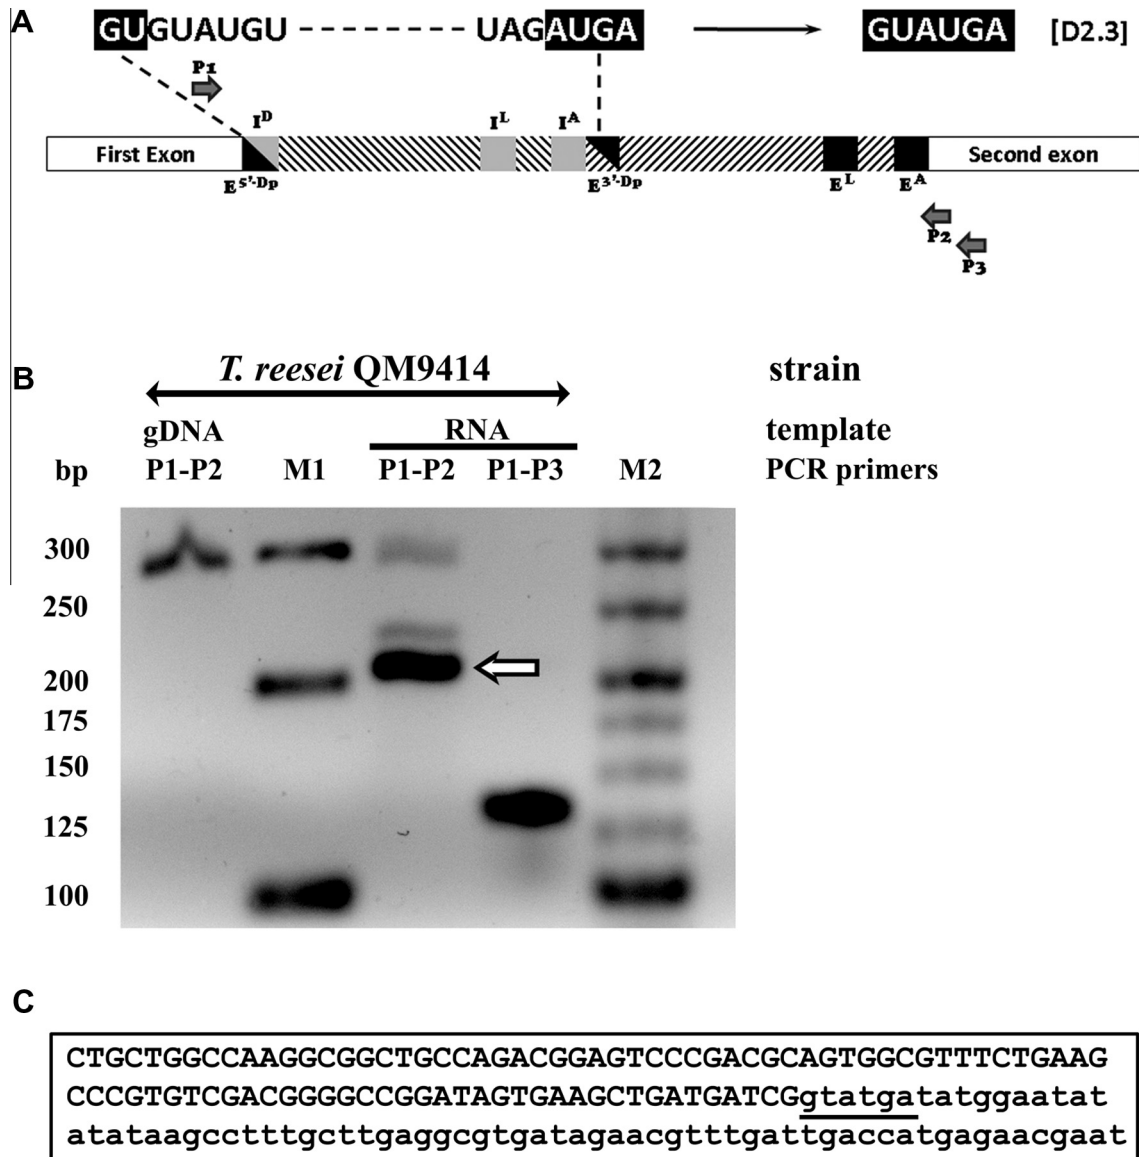 A
GUGUAUGU UAGAUGA GUAUGA [D2.3]
P1
I^D I^L I^A
First Exon Second exon
E^5'-Dp E^3'-Dp E^L E^A
P2
P3
B
T. reesei QM9414 strain
gDNA RNA template
bp P1-P2 M1 P1-P2 P1-P3 M2 PCR primers
300
250
200
175
150
125
100
C
CTGCTGGCCAAGGCGGCTGCCAGACGGAGTCCCGACGCAGTGGCGTTTCTGAAG
CCCGTGTCGACGGGGCCGGATAGTGAAGCTGATGATCGgtatgatatggaatat
atataagcctttgcttgaggcgtgatagaacgtttgattgaccatgagaacgaat